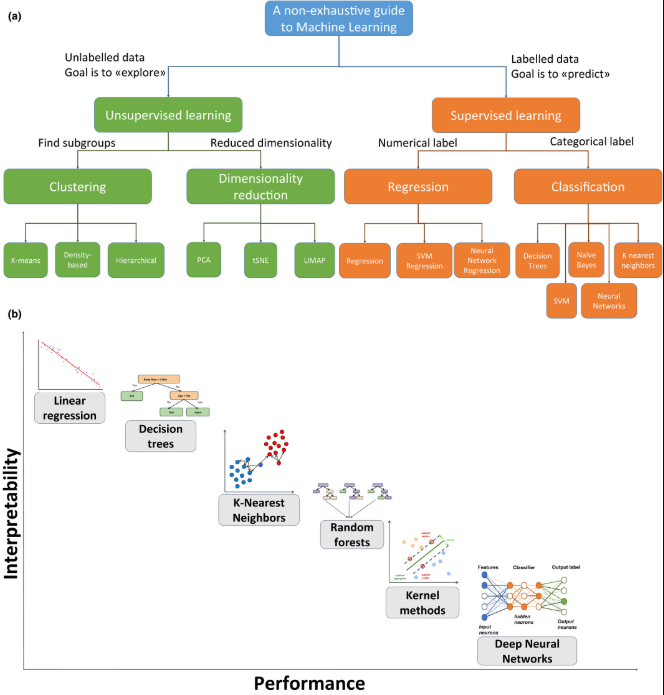 (a)
A non-exhaustive guide
to Machine Learning
Unlabelled data
Goal is to «explore»
Labelled data
Goal is to «predict»
Unsupervised learning
Supervised learning
Find subgroups
Reduced dimensionality
Numerical label
Categorical label
Clustering
Dimensionality
reduction
Regression
Classification
K-means
Density-
based
Hierarchical
PCA
tSNE
UMAP
Regression
SVM
Regression
Neural
Network
Regression
Decision
Trees
Naive
Bayes
K nearest
neighbors
SVM
Neural
Networks
(b)
Interpretability
Linear
regression
Decision
trees
K-Nearest
Neighbors
Random
forests
Kernel
methods
Features
Classifier
Output label
Input
neurons
hidden
neurons
Output
neurons
Deep Neural
Networks
Performance